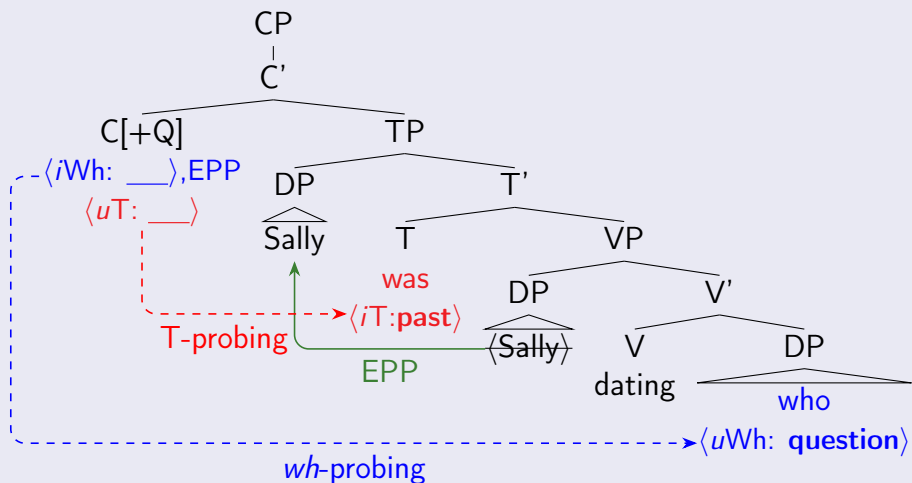 CP
C'
C[+Q] TP
⟨iWh: ___⟩,EPP DP T'
⟨uT: ___⟩
Sally T VP
was DP V'
⟨iT:past⟩
T-probing ⟨Sally⟩ V DP
EPP
dating
who
⟨uWh: question⟩
wh-probing